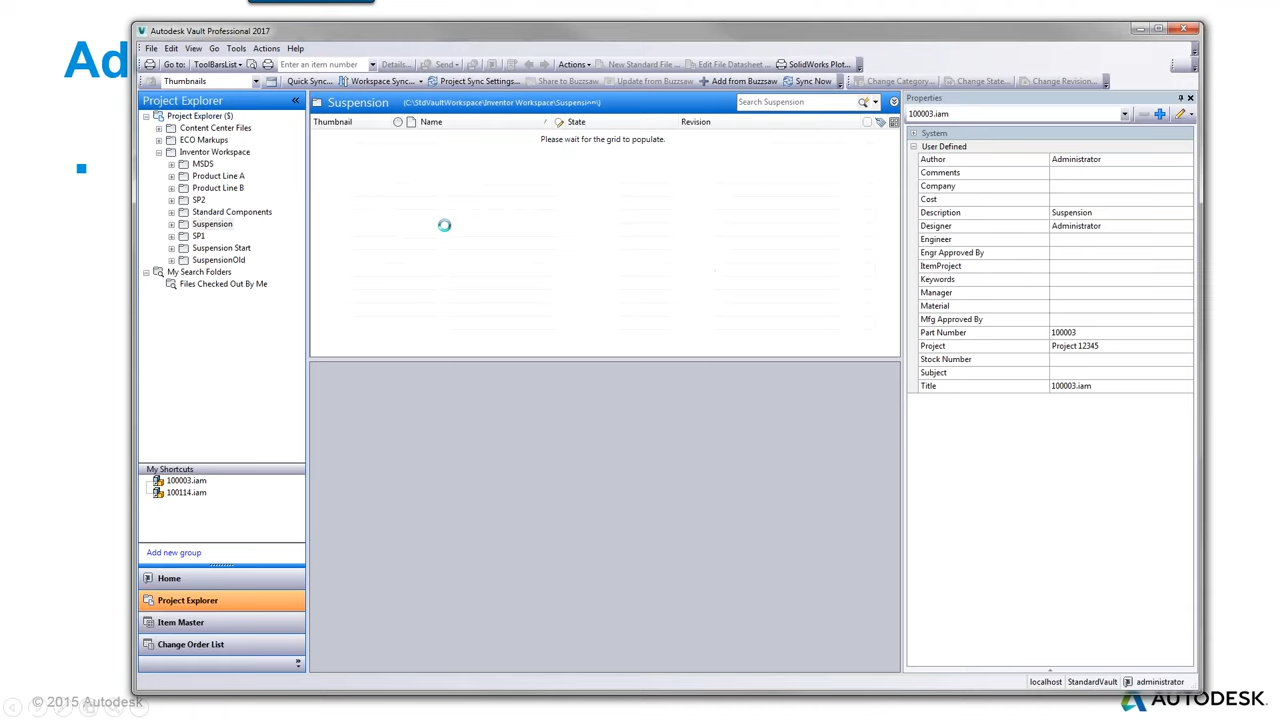 Ad
Autodesk Vault Professional 2017
File Edit View Go Tools Actions Help
Go to: ToolBarsList Enter an item number Details... Send Actions New Standard File ... Edit File Datasheet... SolidWorks Plot...
Thumbnails Quick Sync... Workspace Sync... Project Sync Settings... Share to Buzzsaw Update from Buzzsaw Add from Buzzsaw Sync Now Change Category... Change State... Change Revision...
Project Explorer
Project Explorer ($)
Content Center Files
ECO Markups
Inventor Workspace
MSDS
Product Line A
Product Line B
SP2
Standard Components
Suspension
SP1
Suspension Start
SuspensionOld
My Search Folders
Files Checked Out By Me
My Shortcuts
100003.iam
100114.iam
Add new group
Home
Project Explorer
Item Master
Change Order List
Suspension (C:\StdVaultWorkspace\Inventor Workspace\Suspension\) Search Suspension
Thumbnail Name State Revision
Please wait for the grid to populate.
Properties
100003.iam
System
User Defined
Author Administrator
Comments
Company
Cost
Description Suspension
Designer Administrator
Engineer
Engr Approved By
ItemProject
Keywords
Manager
Material
Mfg Approved By
Part Number 100003
Project Project 12345
Stock Number
Subject
Title 100003.iam
localhost StandardVault administrator
© 2015 Autodesk
AUTODESK.